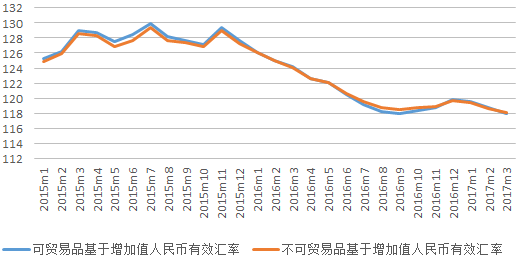 132
130
128
126
124
122
120
118
116
114
112
2015m1
2015m2
2015m3
2015m4
2015m5
2015m6
2015m7
2015m8
2015m9
2015m10
2015m11
2015m12
2016m1
2016m2
2016m3
2016m4
2016m5
2016m6
2016m7
2016m8
2016m9
2016m10
2016m11
2016m12
2017m1
2017m2
2017m3
可贸易品基于增加值人民币有效汇率
不可贸易品基于增加值人民币有效汇率